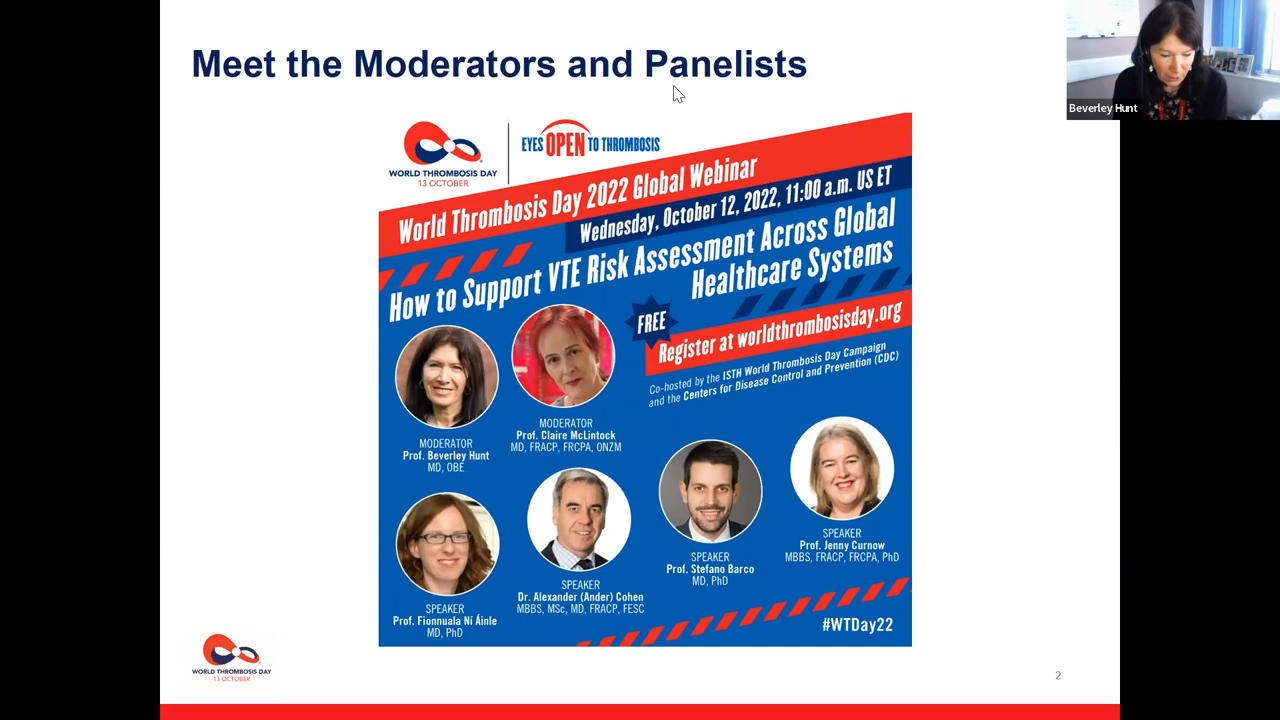 Meet the Moderators and Panelists
Beverley Hunt
WORLD THROMBOSIS DAY
13 OCTOBER
EYES OPEN TO THROMBOSIS
World Thrombosis Day 2022 Global Webinar
Wednesday, October 12, 2022, 11:00 a.m. US ET
How to Support VTE Risk Assessment Across Global
Healthcare Systems
FREE
Register at worldthrombosisday.org
Co-hosted by the ISTH World Thrombosis Day Campaign
and the Centers for Disease Control and Prevention (CDC)
MODERATOR
Prof. Beverley Hunt
MD, OBE
MODERATOR
Prof. Claire McLintock
MD, FRACP, FRCPA, ONZM
SPEAKER
Prof. Fionnuala Ní Áinle
MD, PhD
SPEAKER
Dr. Alexander (Ander) Cohen
MBBS, MSc, MD, FRACP, FESC
SPEAKER
Prof. Stefano Barco
MD, PhD
SPEAKER
Prof. Jenny Curnow
MBBS, FRACP, FRCPA, PhD
#WTDay22
WORLD THROMBOSIS DAY
13 OCTOBER
2